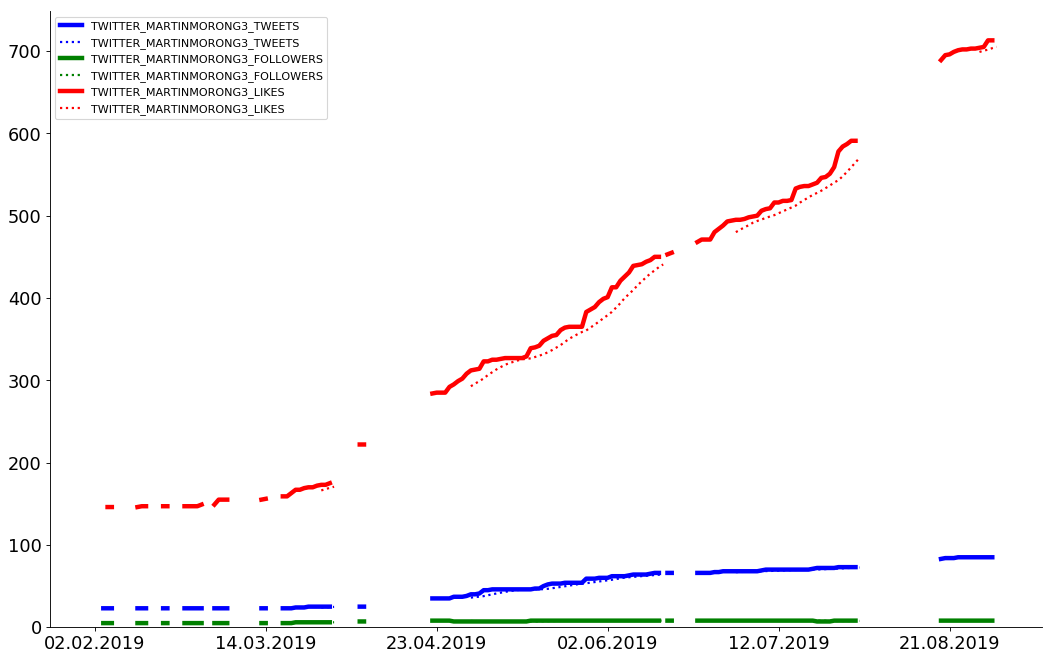 TWITTER_MARTINMORONG3_TWEETS
TWITTER_MARTINMORONG3_TWEETS
TWITTER_MARTINMORONG3_FOLLOWERS
TWITTER_MARTINMORONG3_FOLLOWERS
TWITTER_MARTINMORONG3_LIKES
TWITTER_MARTINMORONG3_LIKES
700
600
500
400
300
200
100
0
02.02.2019 14.03.2019 23.04.2019 02.06.2019 12.07.2019 21.08.2019